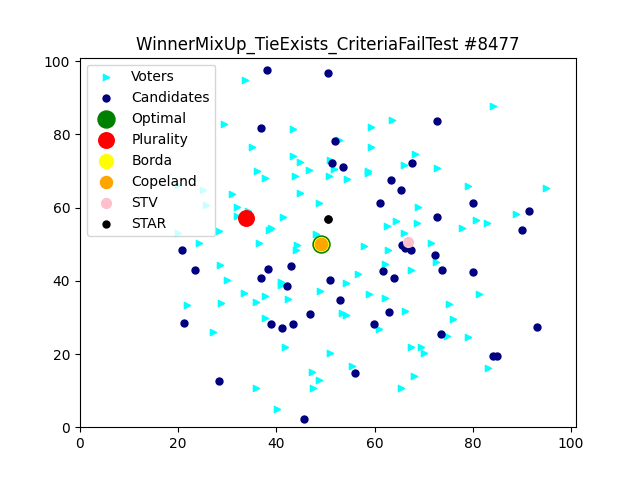 WinnerMixUp_TieExists_CriteriaFailTest #8477
100
80
60
40
20
0
Voters
Candidates
Optimal
Plurality
Borda
Copeland
STV
STAR
0 20 40 60 80 100